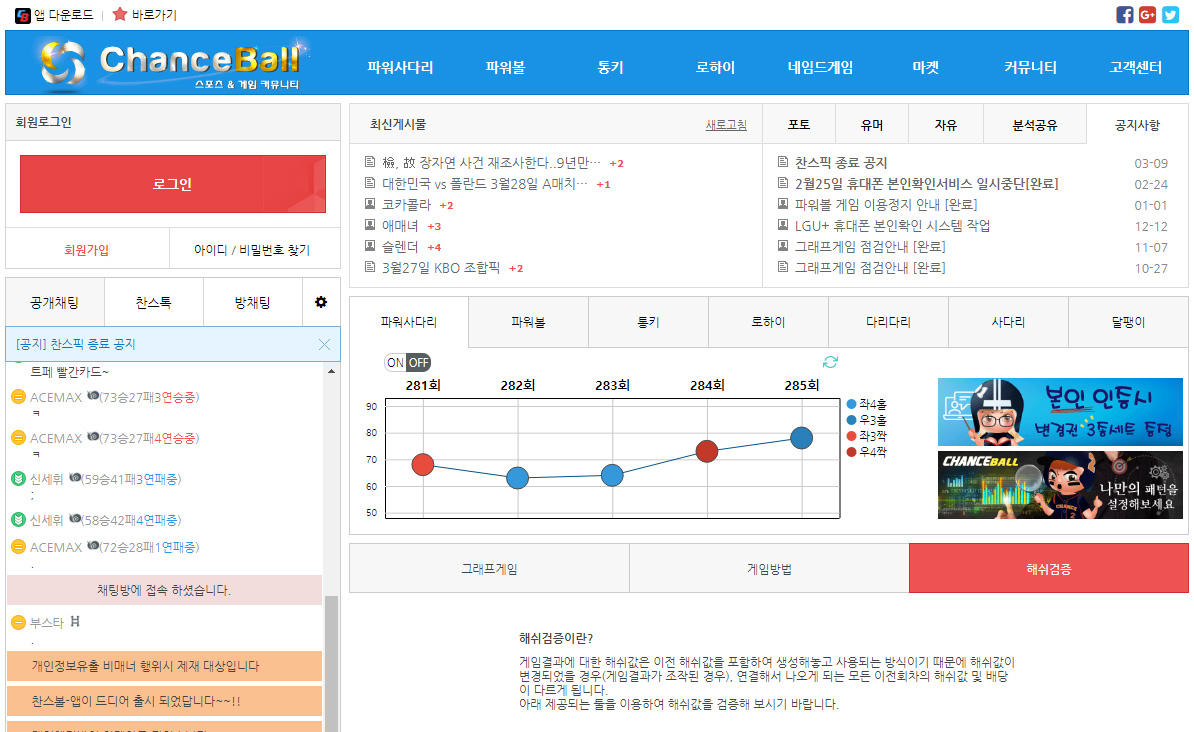 앱 다운로드 | 바로가기
ChanceBall
스포츠 & 게임 커뮤니티
파워사다리 파워볼 통키 로하이 네임드게임 마켓 커뮤니티 고객센터
회원로그인
로그인
회원가입 아이디 / 비밀번호 찾기
공개채팅 찬스톡 방채팅
[공지] 찬스픽 종료 공지
트페 빨간카드~
ACEMAX (73승27패3연승중)
ㅋ
ACEMAX (73승27패4연승중)
ㅋ
신세휘 (59승41패3연패중)
;
신세휘 (58승42패4연패중)
ACEMAX (72승28패1연패중)
.
채팅방에 접속 하셨습니다.
부스타
.
개인정보유출 비매너 행위시 제재 대상입니다
찬스볼-앱이 드디어 출시 되었답니다~~!!
최신게시물 새로고침
檢, 故 장자연 사건 재조사한다..9년만… +2
대한민국 vs 폴란드 3월28일 A매치… +1
코카콜라 +2
애매녀 +3
슬렌더 +4
3월27일 KBO 조합픽 +2
포토 유머 자유 분석공유 공지사항
찬스픽 종료 공지 03-09
2월25일 휴대폰 본인확인서비스 일시중단[완료] 02-24
파워볼 게임 이용정지 안내 [완료] 01-01
LGU+ 휴대폰 본인확인 시스템 작업 12-12
그래프게임 점검안내 [완료] 11-07
그래프게임 점검안내 [완료] 10-27
파워사다리 파워볼 통키 로하이 다리다리 사다리 달팽이
ON OFF
281회 282회 283회 284회 285회
90
80
70
60
50
좌4홀
우3홀
좌3짝
우4짝
본인 인증시
변경권 3종세트 증정
CHANCEBALL
나만의 패턴을
설정해보세요
그래프게임 게임방법 해쉬검증
해쉬검증이란?
게임결과에 대한 해쉬값은 이전 해쉬값을 포함하여 생성해놓고 사용되는 방식이기 때문에 해쉬값이
변경되었을 경우(게임결과가 조작된 경우), 연결해서 나오게 되는 모든 이전회차의 해쉬값 및 배당
이 다르게 됩니다.
아래 제공되는 툴을 이용하여 해쉬값을 검증해 보시기 바랍니다.